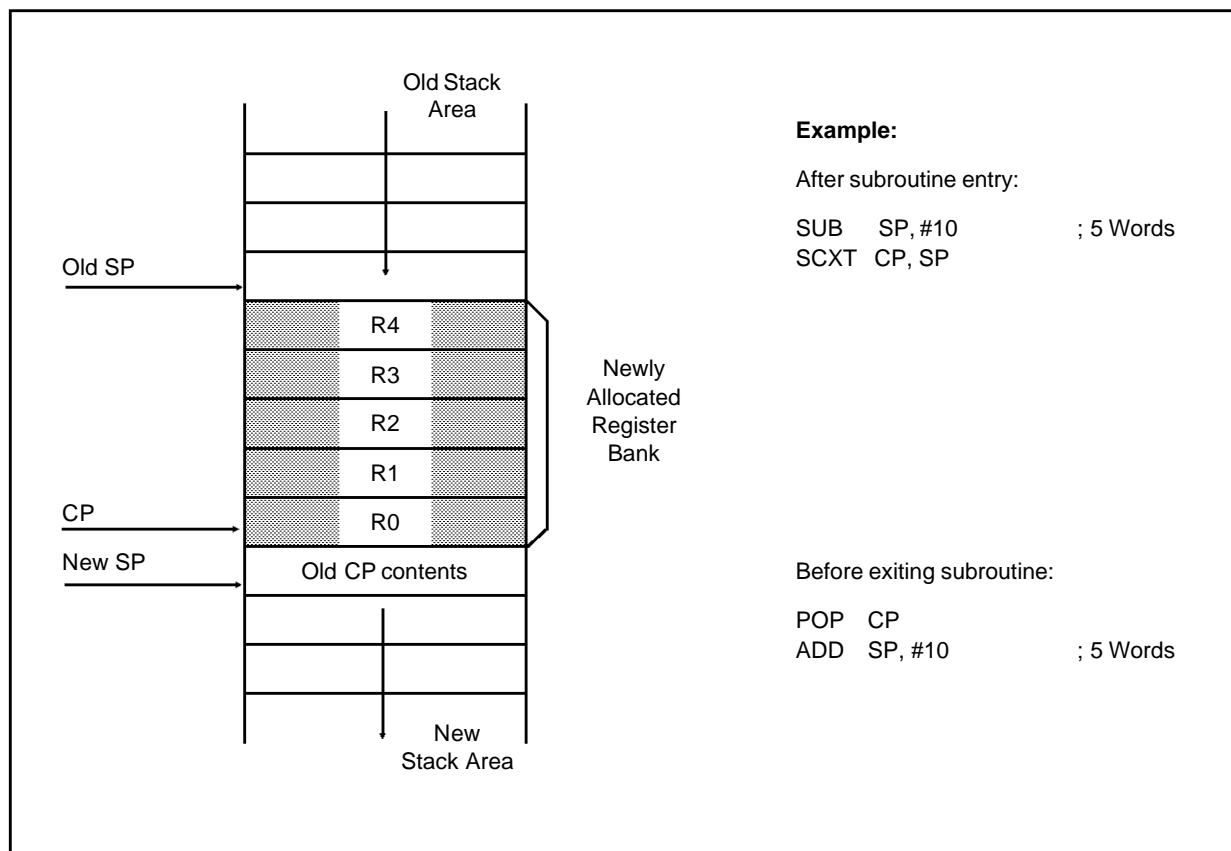 Old Stack
Area
Old SP
R4
R3
R2
R1
R0
CP
New SP
Old CP contents
New
Stack Area
Newly
Allocated
Register
Bank
Example:
After subroutine entry:
SUB SP, #10 ; 5 Words
SCXT CP, SP
Before exiting subroutine:
POP CP
ADD SP, #10 ; 5 Words